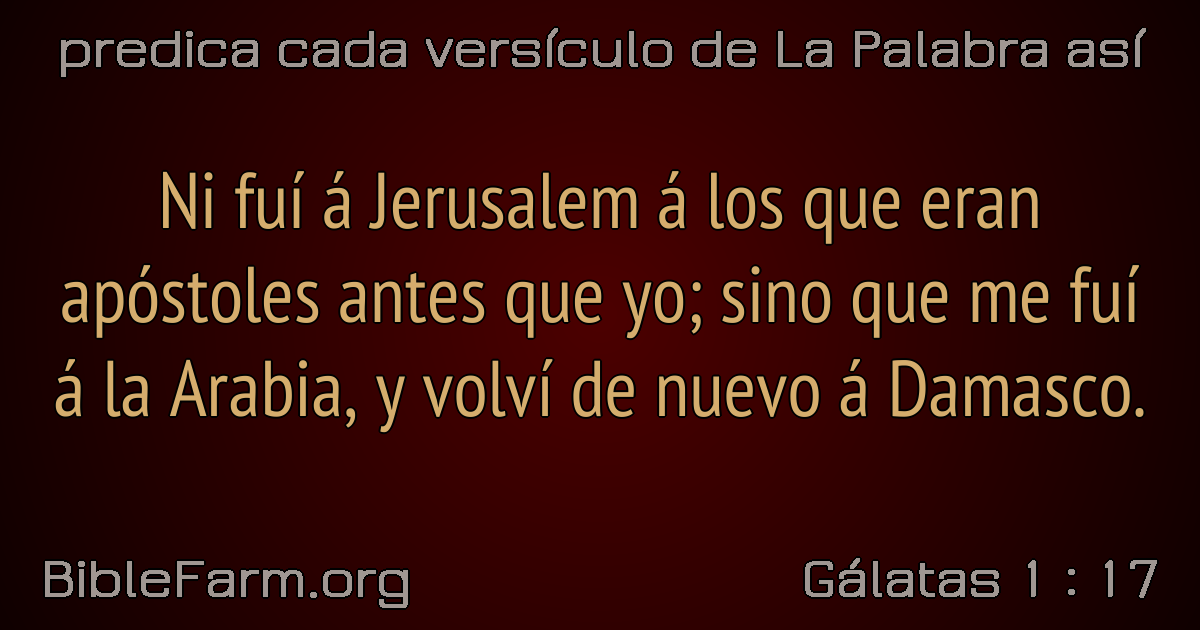 predica cada versículo de La Palabra así
Ni fuí á Jerusalem á los que eran
apóstoles antes que yo; sino que me fuí
á la Arabia, y volví de nuevo á Damasco.
BibleFarm.org
Gálatas 1 : 17